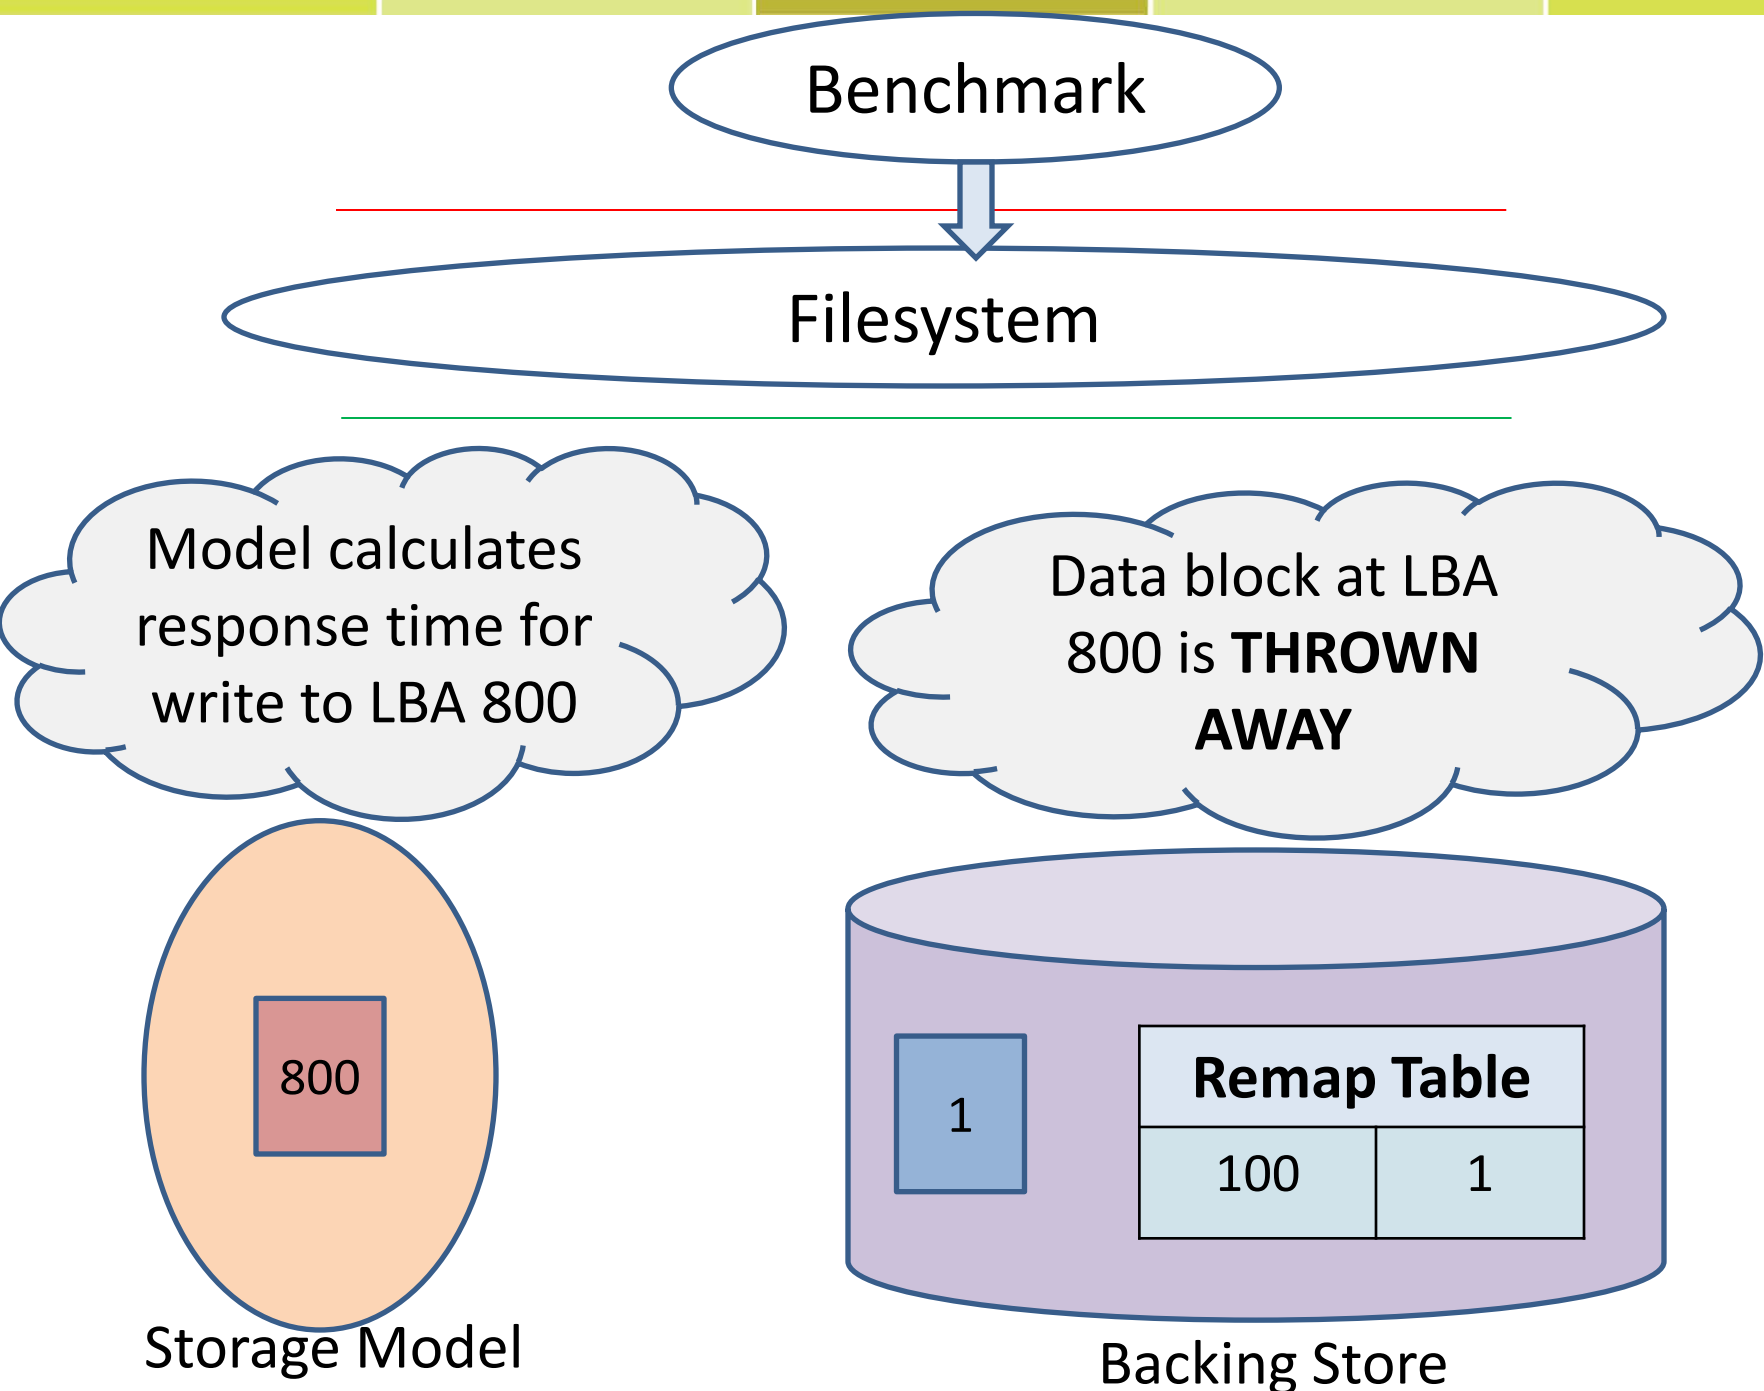 Benchmark
Filesystem
Model calculates
response time for
write to LBA 800
Data block at LBA
800 is THROWN
AWAY
800
1
Remap Table
100 1
Storage Model
Backing Store